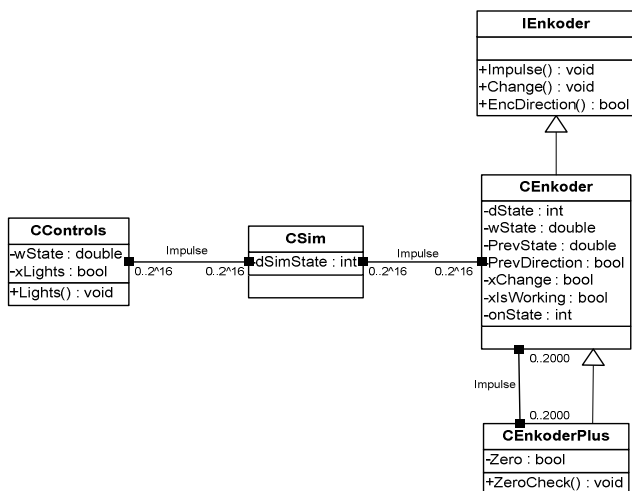 IEnkoder
+Impulse() : void
+Change() : void
+EncDirection() : bool
CEnkoder
-dState : int
-wState : double
-PrevState : double
-PrevDirection : bool
-xChange : bool
-xIsWorking : bool
-onState : int
CControls
-wState : double
-xLights : bool
+Lights() : void
Impulse
0..2^16
0..2^16
CSim
-dSimState : int
Impulse
0..2^16
0..2^16
0..2000
Impulse
0..2000
CEnkoderPlus
-Zero : bool
+ZeroCheck() : void